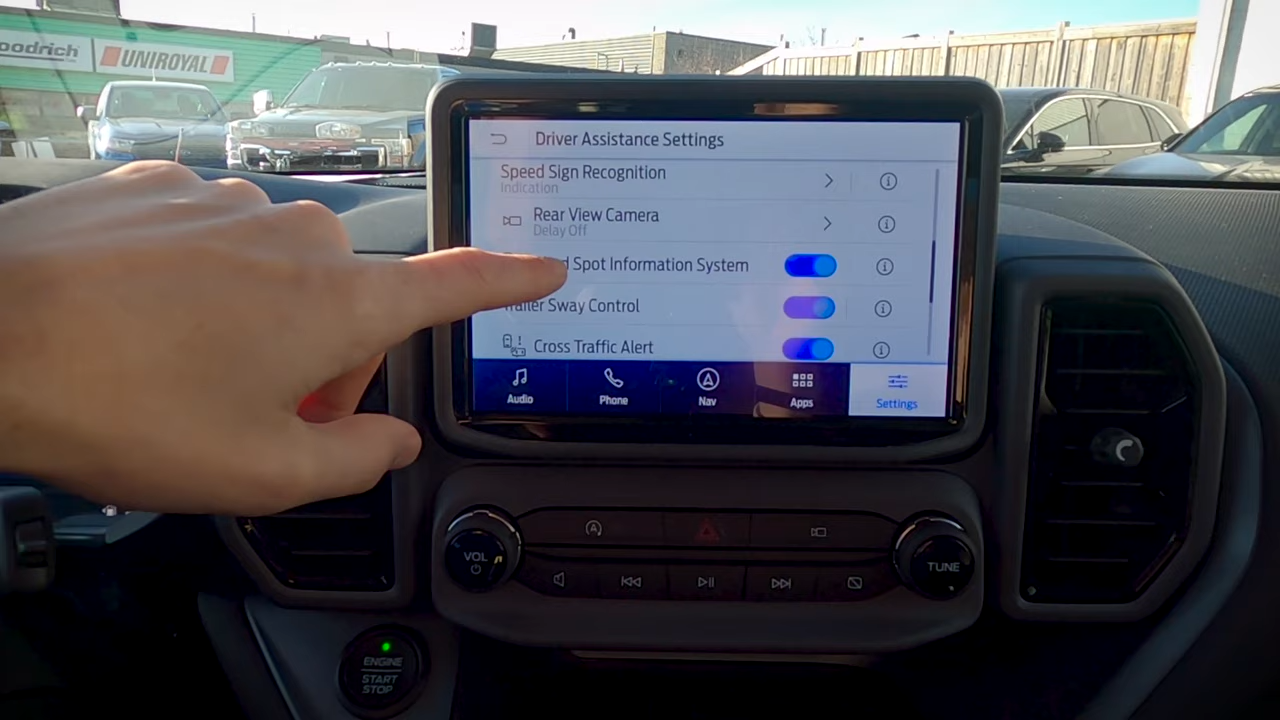 oodrich
UNIROYAL
Driver Assistance Settings
Speed Sign Recognition
Indication
Rear View Camera
Delay Off
d Spot Information System
Trailer Sway Control
Cross Traffic Alert
Audio
Phone
Nav
Apps
Settings
VOL
TUNE
ENGINE
START
STOP